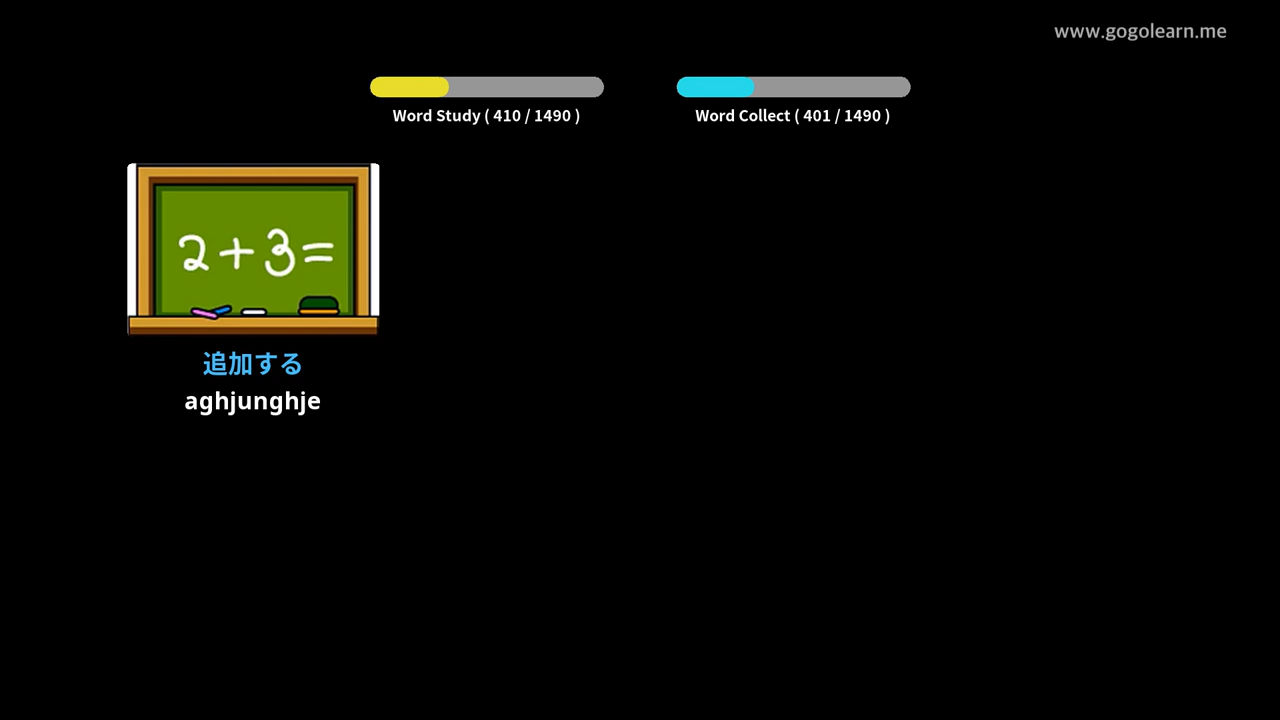 www.gogolearn.me
Word Study ( 410 / 1490 )
Word Collect ( 401 / 1490 )
2+3=
追加する
aghjunghje